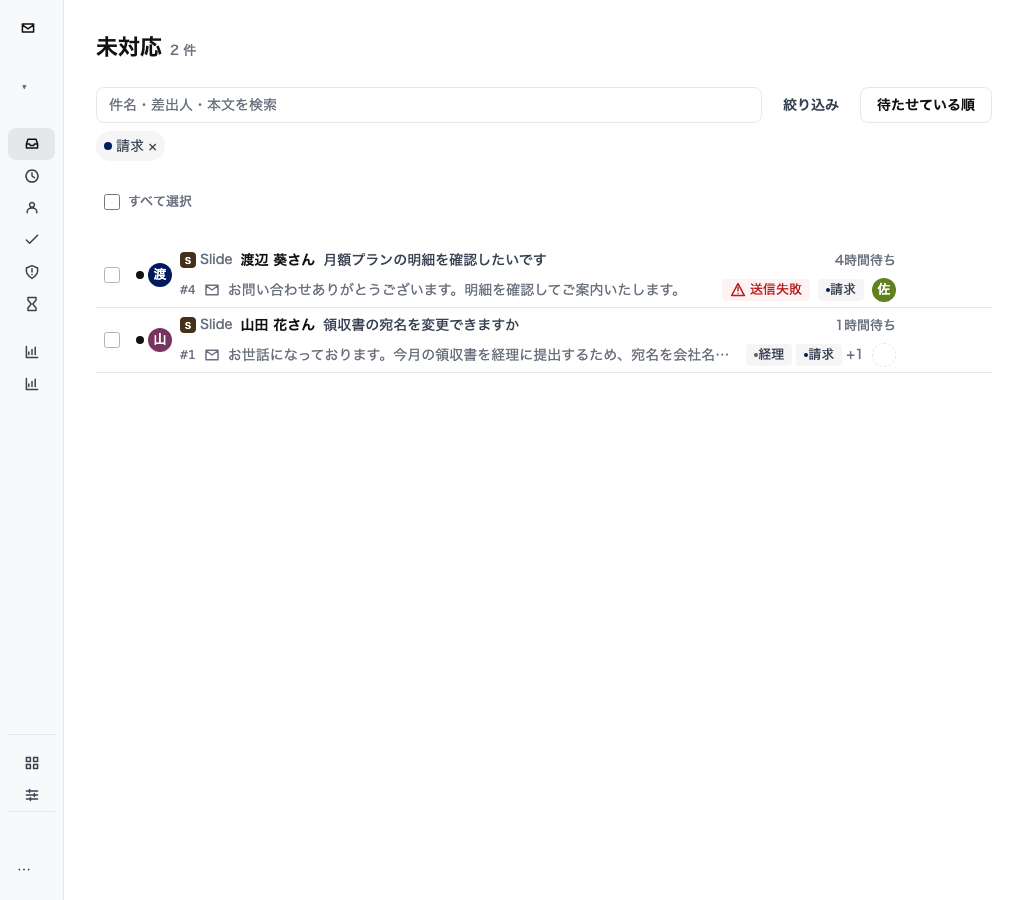 未対応 2 件
件名・差出人・本文を検索
絞り込み
待たせている順
請求 ×
すべて選択
渡
S Slide 渡辺 葵さん 月額プランの明細を確認したいです 4時間待ち
#4 お問い合わせありがとうございます。明細を確認してご案内いたします。 送信失敗 •請求 佐
山
S Slide 山田 花さん 領収書の宛名を変更できますか 1時間待ち
#1 お世話になっております。今月の領収書を経理に提出するため、宛名を会社名… •経理 •請求 +1